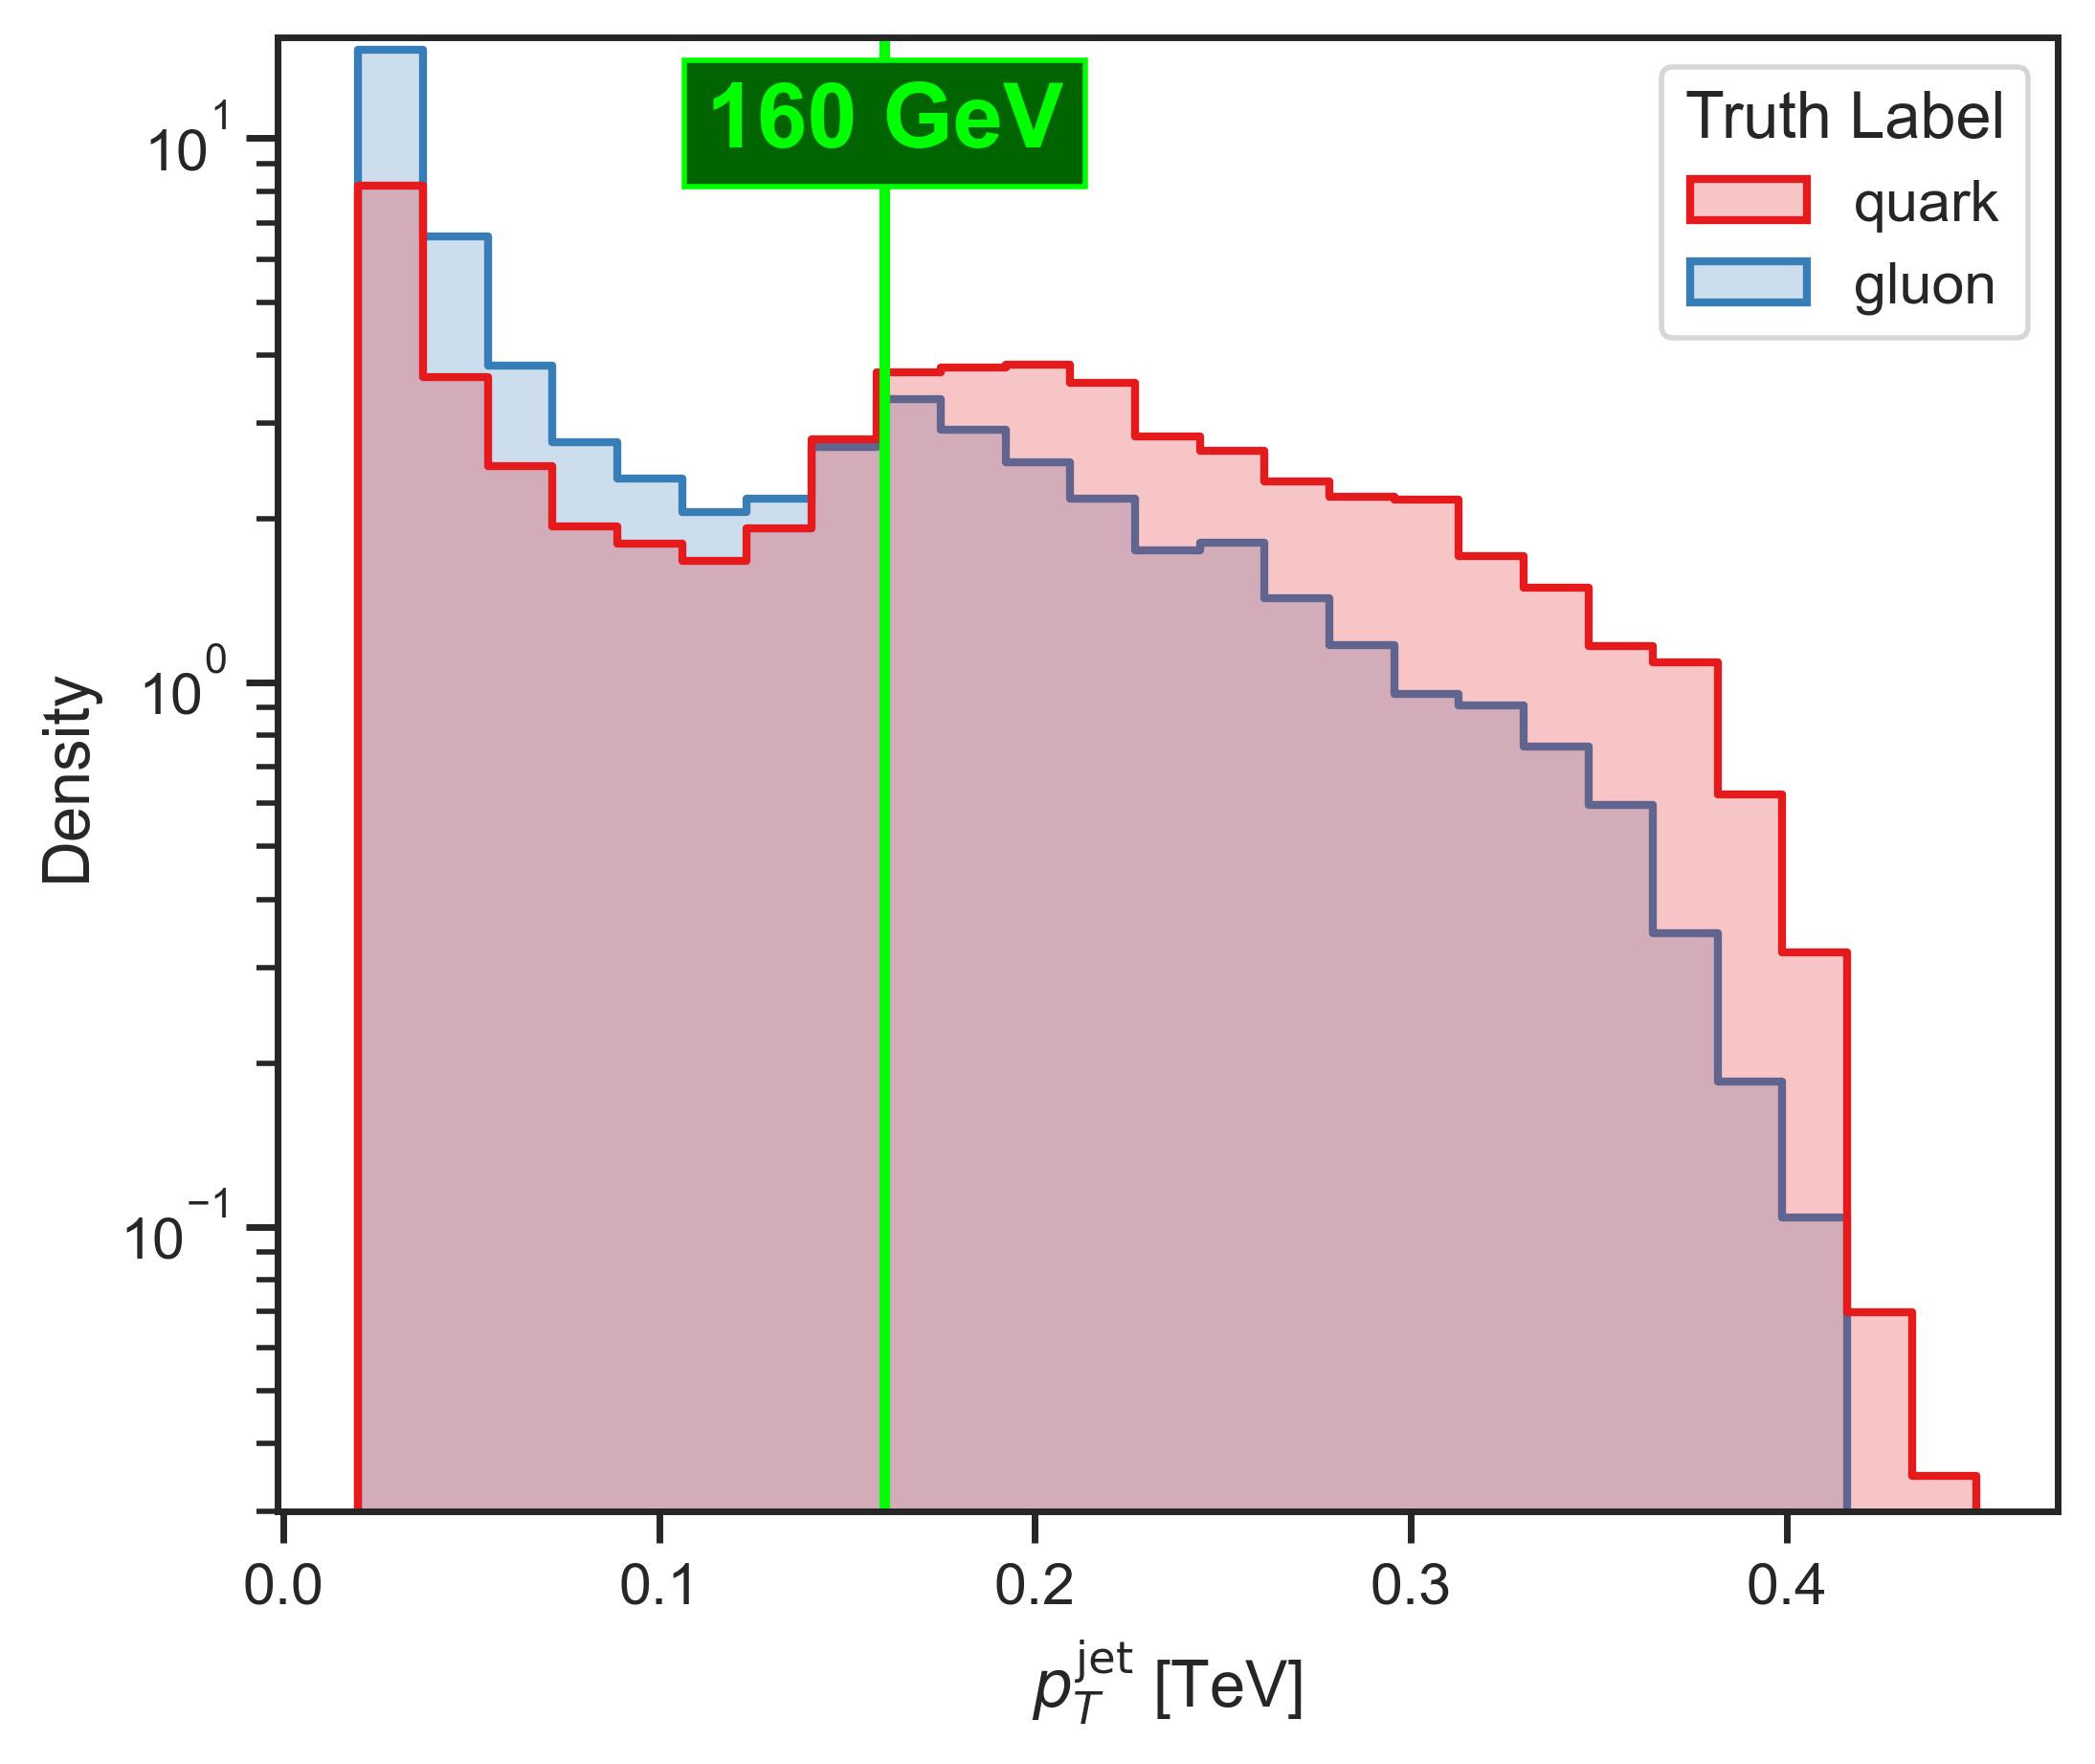 160 GeV
Truth Label
quark
gluon
10^1
10^0
10^−1
Density
0.0 0.1 0.2 0.3 0.4
p_T^jet [TeV]